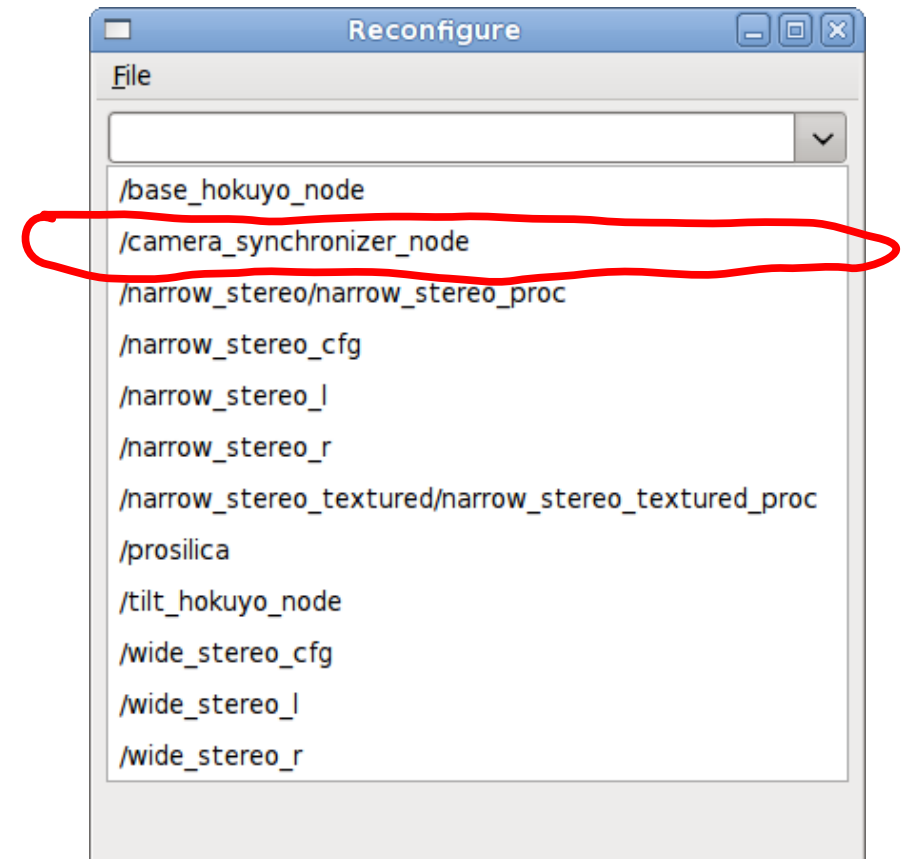 Reconfigure
File
/base_hokuyo_node
/camera_synchronizer_node
/narrow_stereo/narrow_stereo_proc
/narrow_stereo_cfg
/narrow_stereo_l
/narrow_stereo_r
/narrow_stereo_textured/narrow_stereo_textured_proc
/prosilica
/tilt_hokuyo_node
/wide_stereo_cfg
/wide_stereo_l
/wide_stereo_r